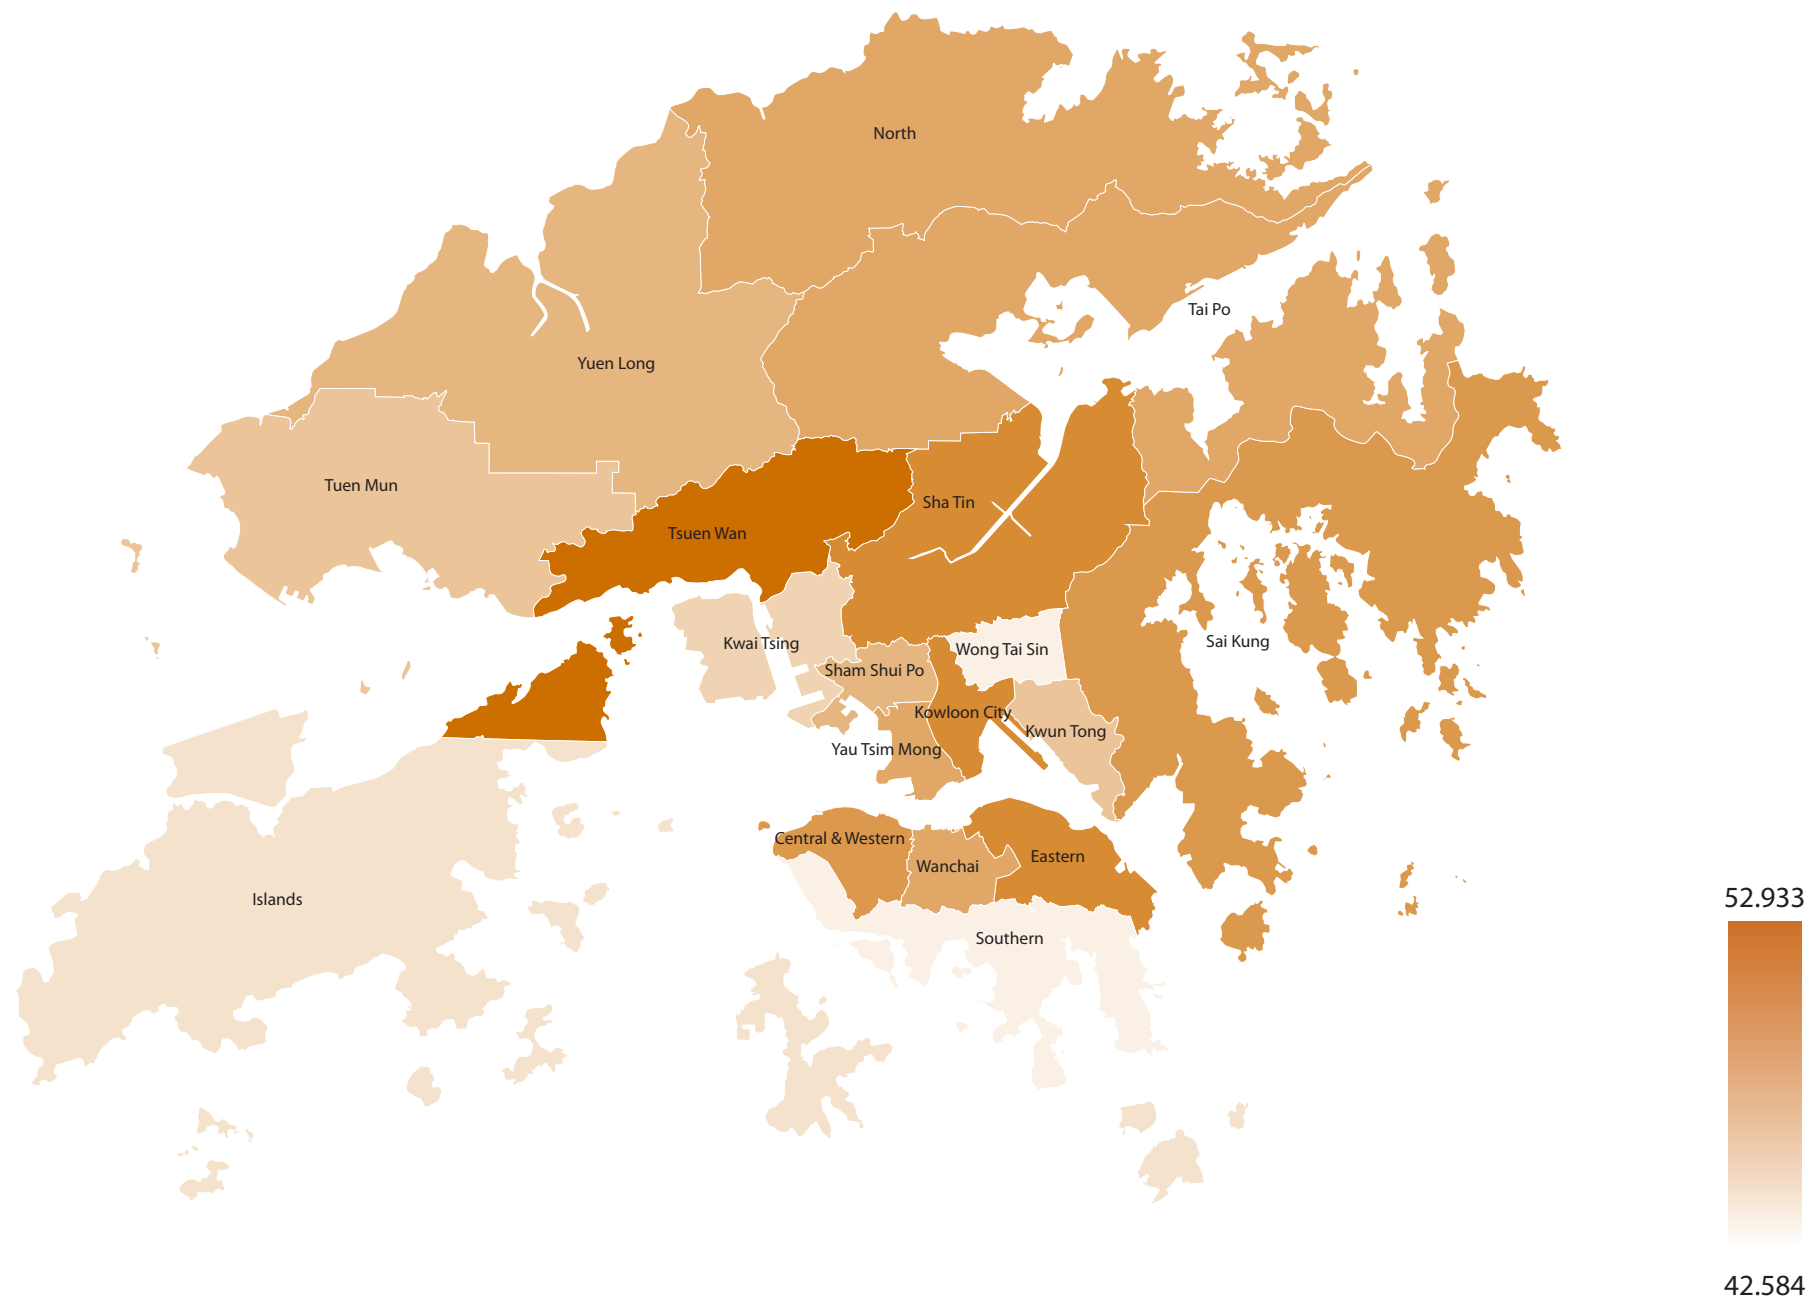 North
Tai Po
Yuen Long
Tuen Mun
Sha Tin
Tsuen Wan
Kwai Tsing
Wong Tai Sin
Sai Kung
Sham Shui Po
Kowloon City
Kwun Tong
Yau Tsim Mong
Central & Western
Wanchai
Eastern
Islands
Southern
52.933
42.584